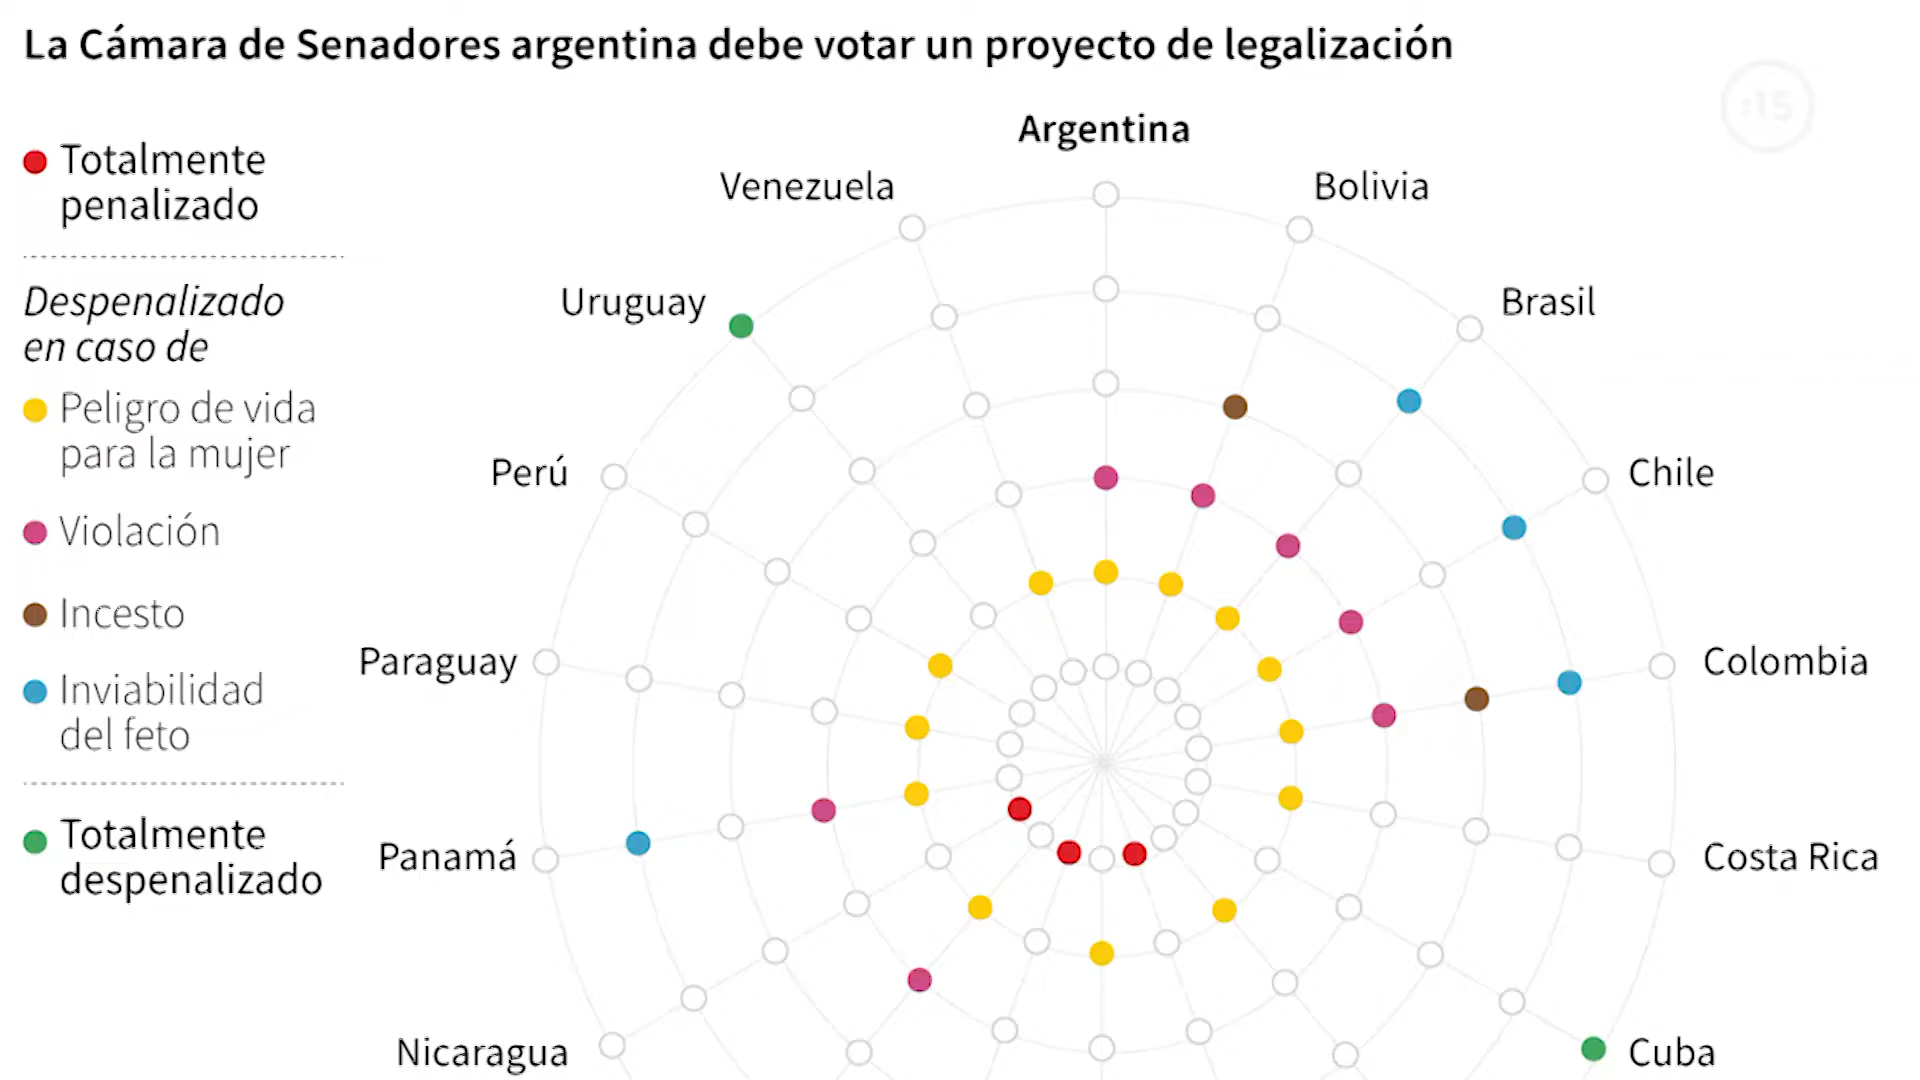 La Cámara de Senadores argentina debe votar un proyecto de legalización
:15
Totalmente
penalizado
Despenalizado
en caso de
Peligro de vida
para la mujer
Violación
Incesto
Inviabilidad
del feto
Totalmente
despenalizado
Argentina
Venezuela
Bolivia
Uruguay
Brasil
Perú
Chile
Paraguay
Colombia
Panamá
Costa Rica
Nicaragua
Cuba